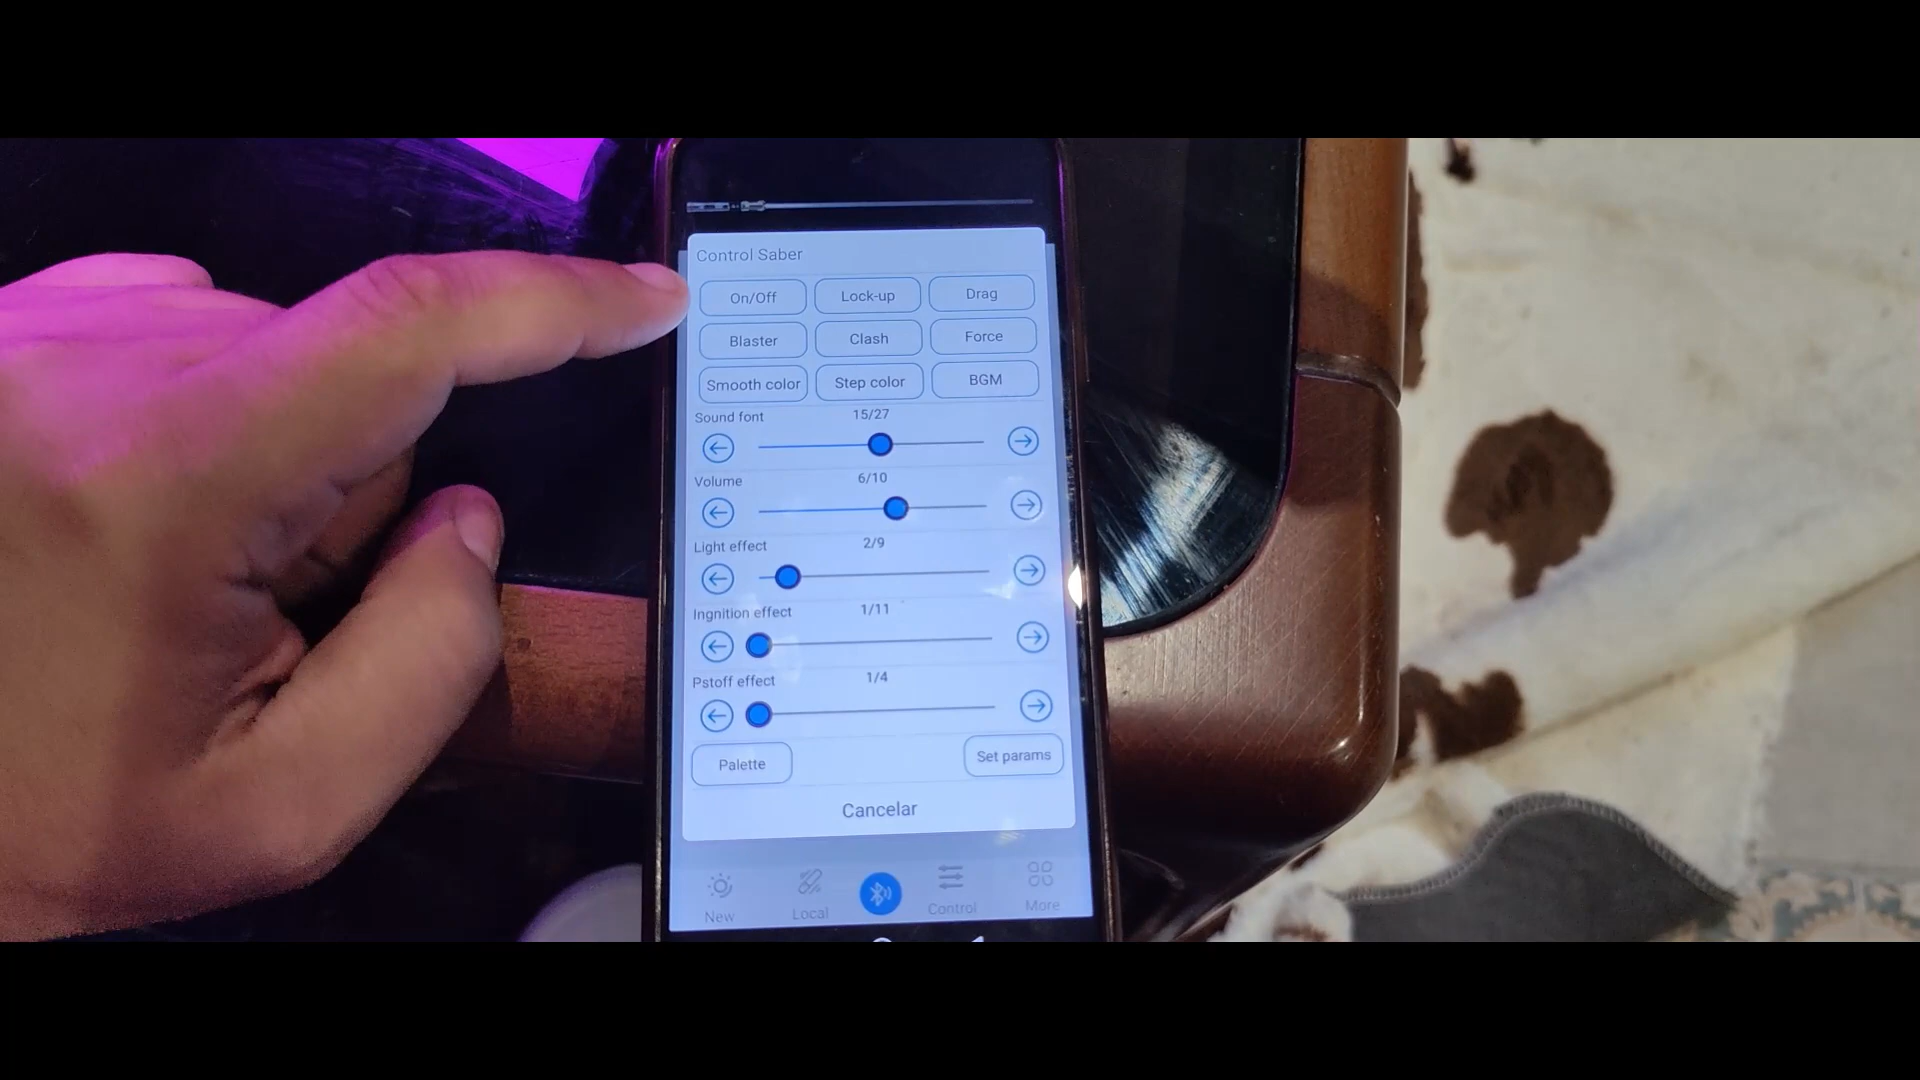 Control Saber
On/Off Lock-up Drag
Blaster Clash Force
Smooth color Step color BGM
Sound font 15/27
Volume 6/10
Light effect 2/9
Ingnition effect 1/11
Pstoff effect 1/4
Palette Set params
Cancelar
New Local Control More